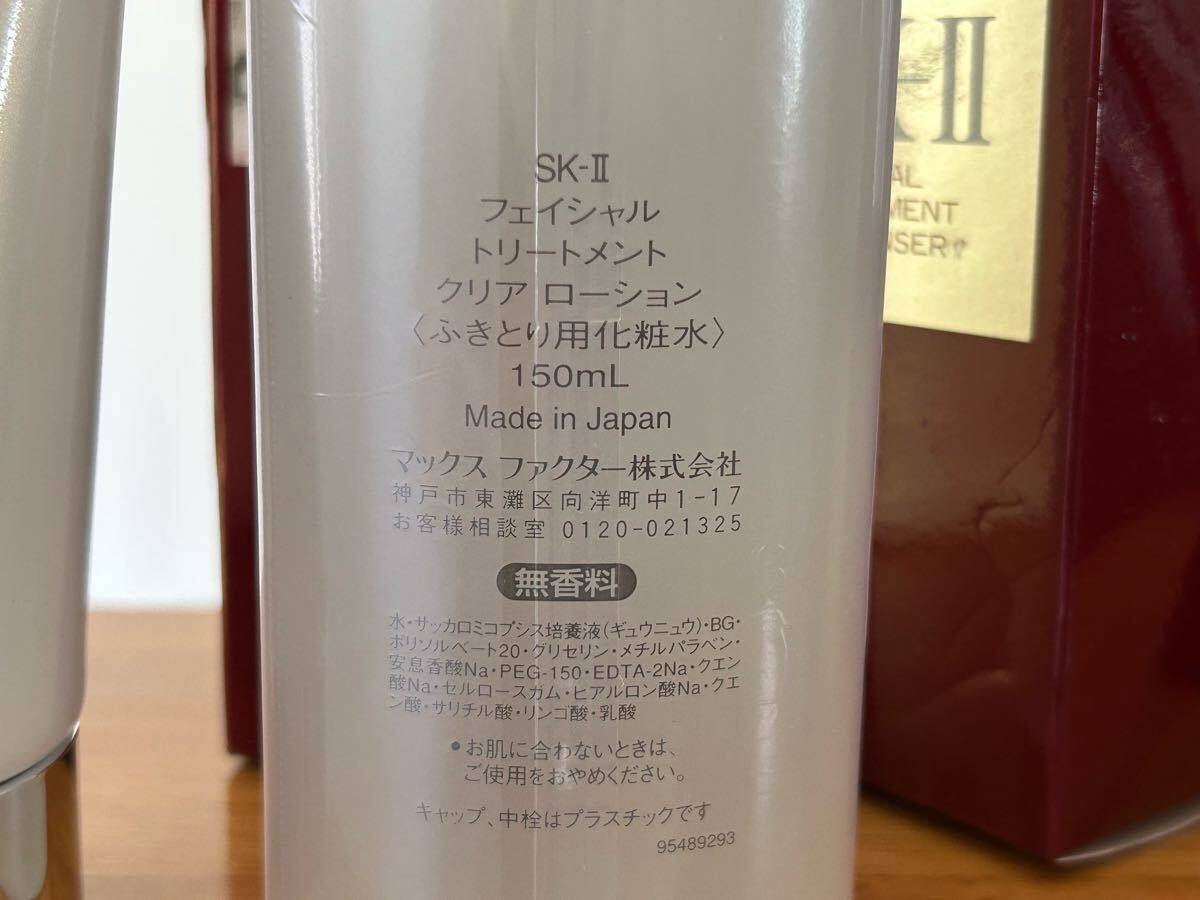 SK-Ⅱ
フェイシャル
トリートメント
クリア ローション
〈ふきとり用化粧水〉
150mL
Made in Japan
マックス ファクター株式会社
神戸市東灘区向洋町中1-17
お客様相談室 0120-021325
無香料
水・サッカロミコプシス培養液(ギュウニュウ)・BG・
ポリソルベート20・グリセリン・メチルパラベン・
安息香酸Na・PEG-150・EDTA-2Na・クエン
酸Na・セルロースガム・ヒアルロン酸Na・クエ
ン酸・サリチル酸・リンゴ酸・乳酸
•お肌に合わないときは、
ご使用をおやめください。
キャップ、中栓はプラスチックです
95489293
K-Ⅱ
AL
MENT
NSER